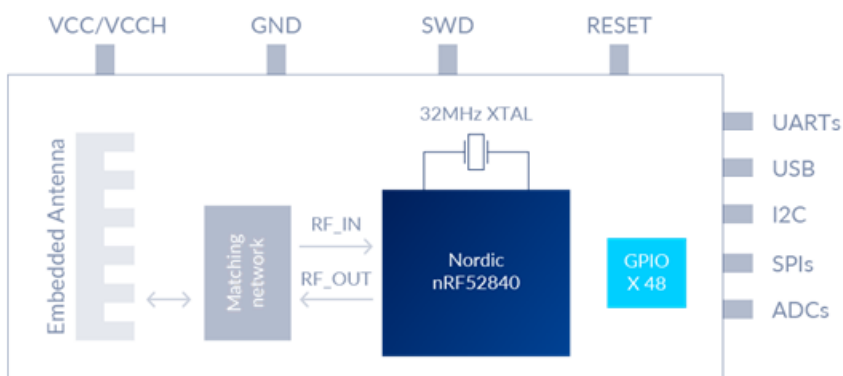 VCC/VCCH
GND
SWD
RESET
32MHz XTAL
UARTs
USB
I2C
SPIs
ADCs
Embedded Antenna
Matching
network
RF_IN
RF_OUT
Nordic
nRF52840
GPIO
X 48